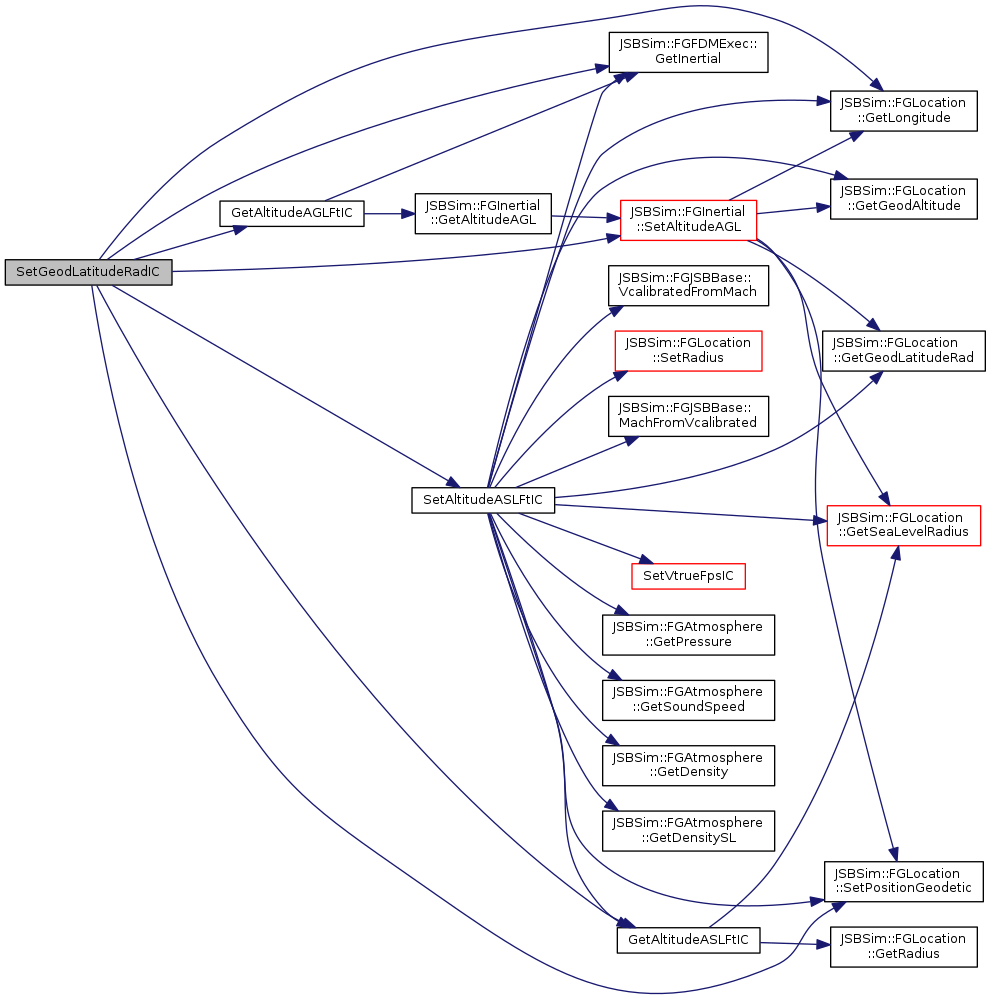 JSBSim::FGFDMExec::
GetInertial
JSBSim::FGLocation
::GetLongitude
JSBSim::FGLocation
::GetGeodAltitude
GetAltitudeAGLFtIC
JSBSim::FGInertial
::GetAltitudeAGL
JSBSim::FGInertial
::SetAltitudeAGL
SetGeodLatitudeRadIC
JSBSim::FGJSBBase::
VcalibratedFromMach
JSBSim::FGLocation
::SetRadius
JSBSim::FGLocation
::GetGeodLatitudeRad
JSBSim::FGJSBBase::
MachFromVcalibrated
SetAltitudeASLFtIC
JSBSim::FGLocation
::GetSeaLevelRadius
SetVtrueFpsIC
JSBSim::FGAtmosphere
::GetPressure
JSBSim::FGAtmosphere
::GetSoundSpeed
JSBSim::FGAtmosphere
::GetDensity
JSBSim::FGAtmosphere
::GetDensitySL
JSBSim::FGLocation
::SetPositionGeodetic
GetAltitudeASLFtIC
JSBSim::FGLocation
::GetRadius